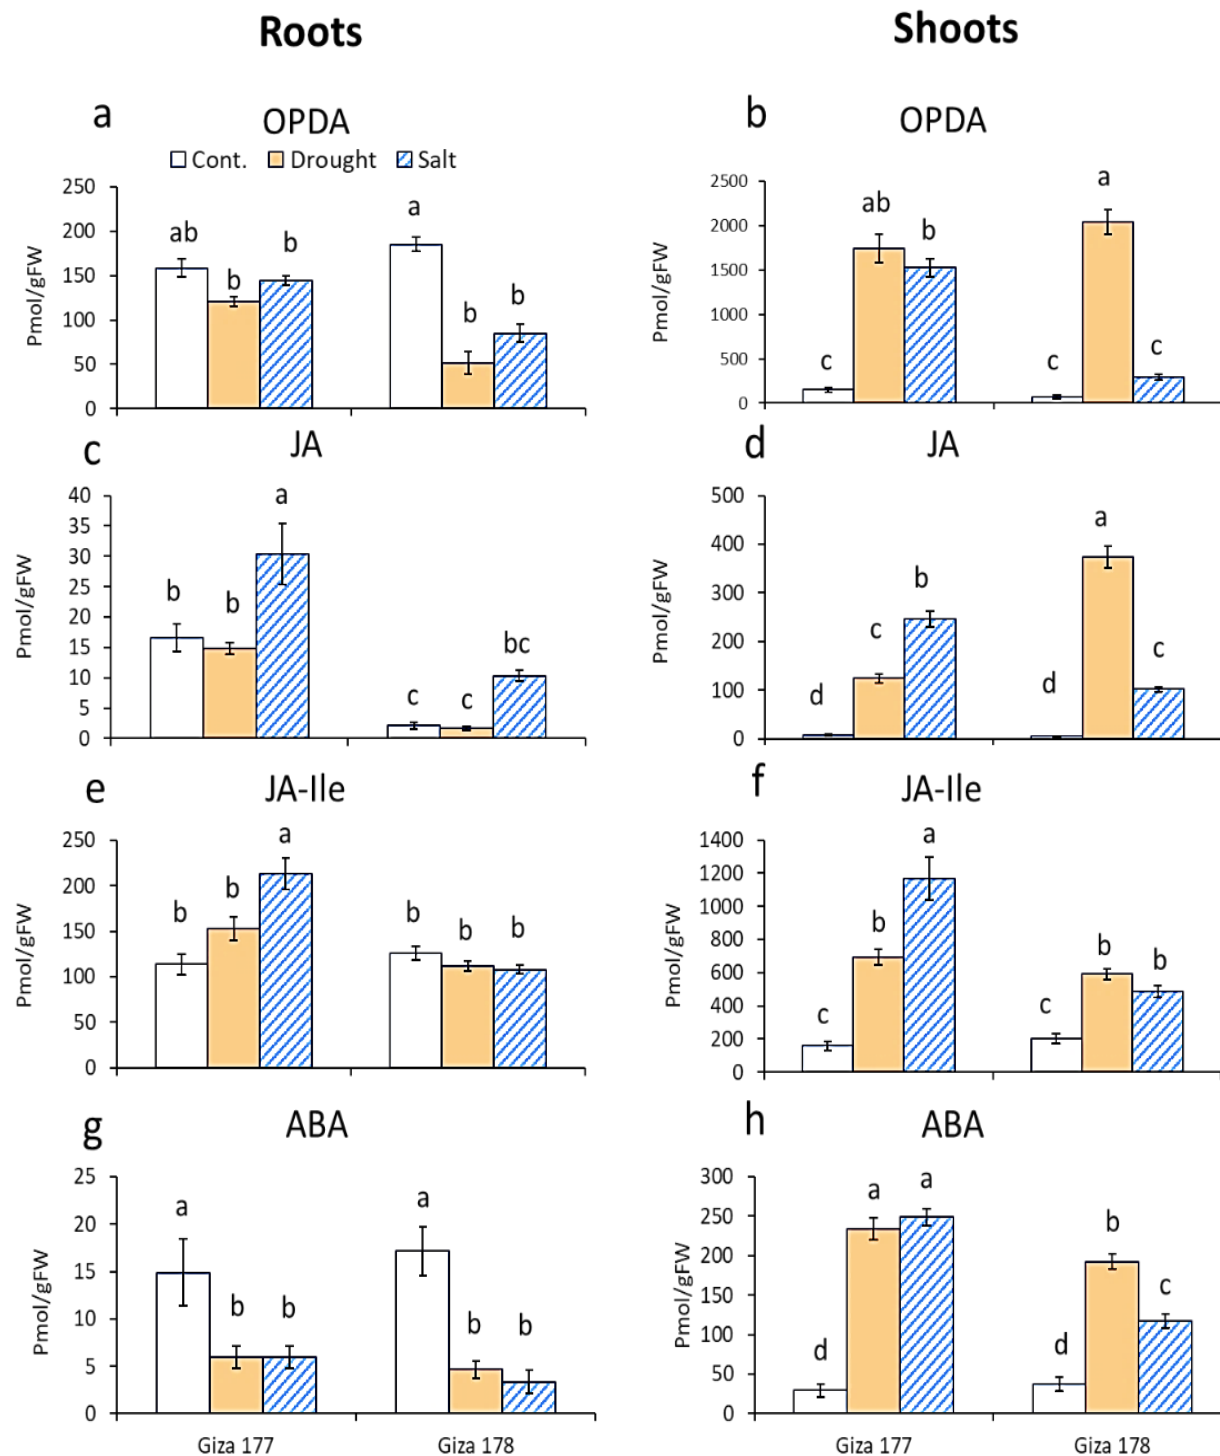 Roots
Shoots
a
OPDA
Cont. Drought Salt
Pmol/gFW
250
200
150
100
50
0
ab
b
b
a
b
b
b
OPDA
Pmol/gFW
2500
2000
1500
1000
500
0
c
ab
b
c
a
c
c
JA
Pmol/gFW
40
35
30
25
20
15
10
5
0
b
b
a
c
c
bc
d
JA
Pmol/gFW
500
400
300
200
100
0
d
c
b
d
a
c
e
JA-Ile
Pmol/gFW
250
200
150
100
50
0
b
b
a
b
b
b
f
JA-Ile
Pmol/gFW
1400
1200
1000
800
600
400
200
0
c
b
a
c
b
b
g
ABA
Pmol/gFW
25
20
15
10
5
0
a
b
b
a
b
b
Giza 177 Giza 178
h
ABA
Pmol/gFW
300
250
200
150
100
50
0
d
a
a
d
b
c
Giza 177 Giza 178